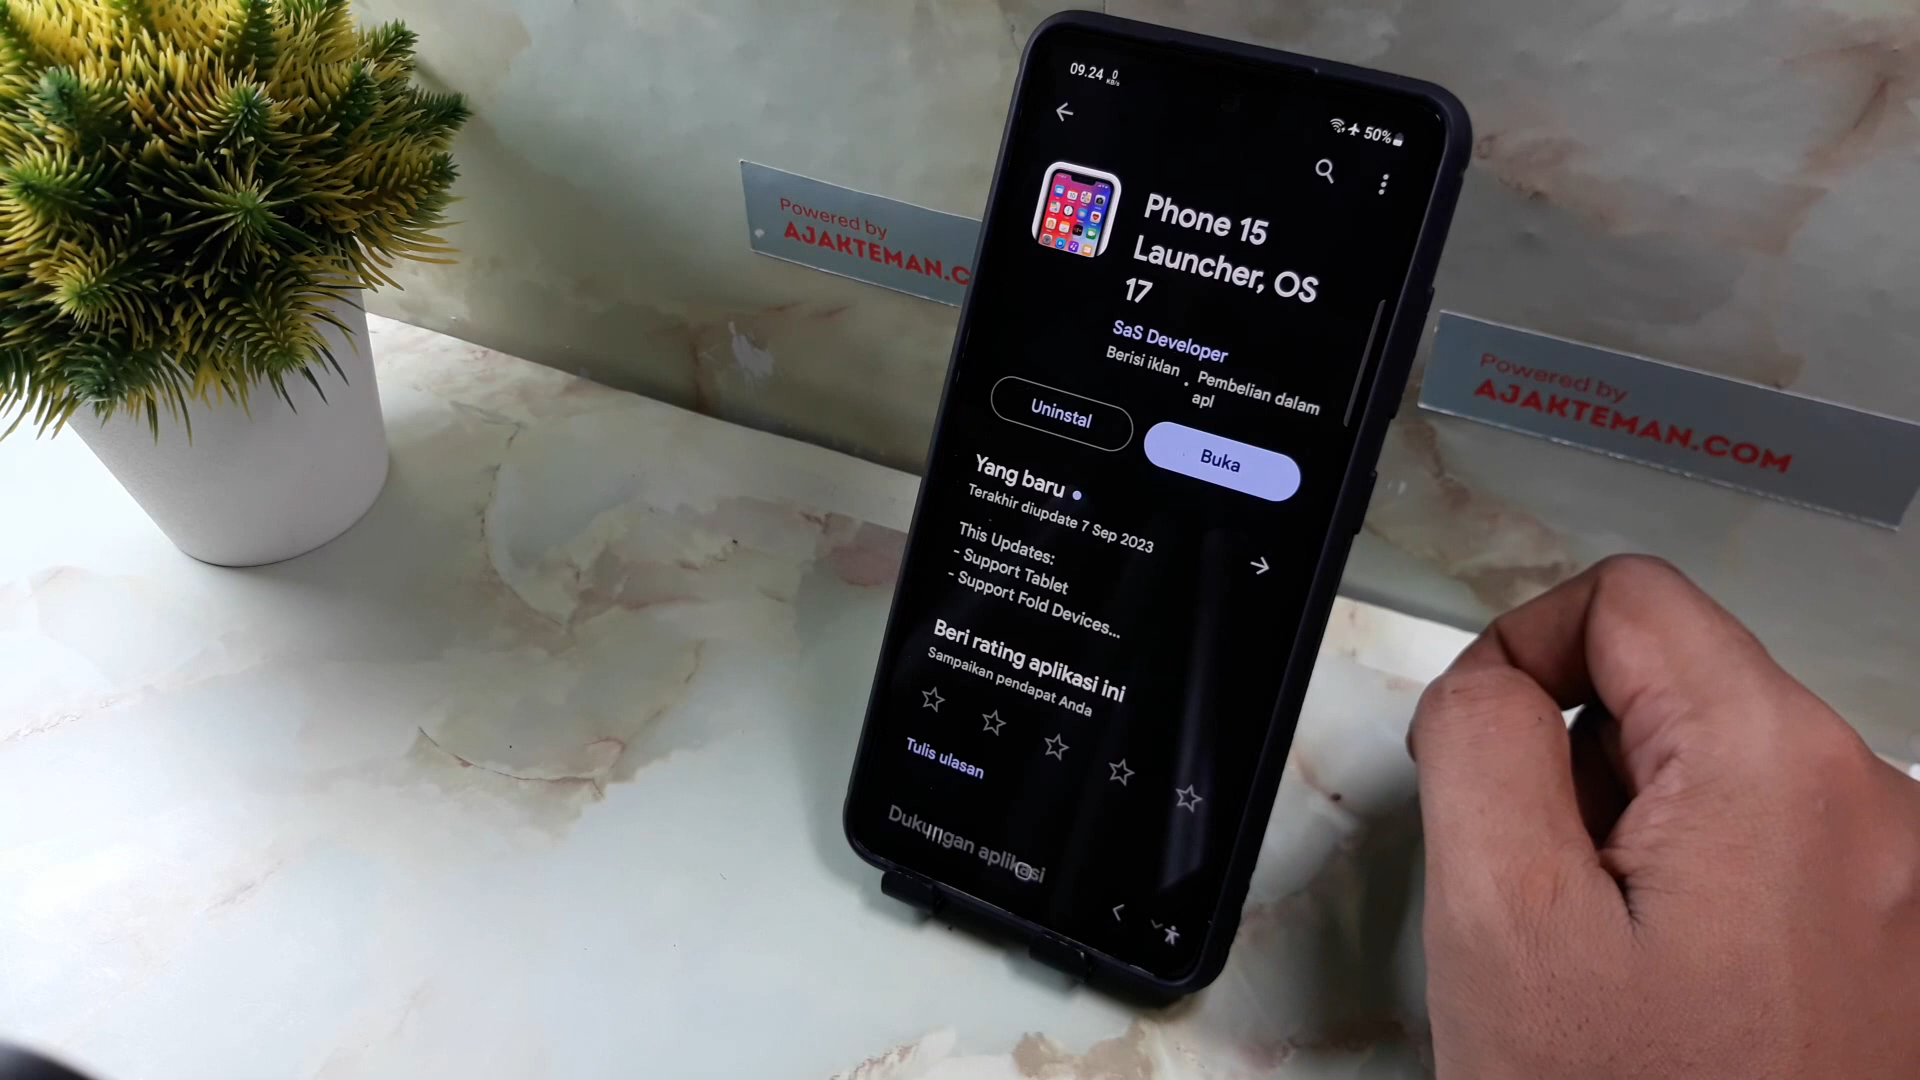 09.24 0
KB/s
50%
Phone 15
Launcher, OS
17
SaS Developer
Berisi iklan
Pembelian dalam
apl
Uninstal
Buka
Yang baru
Terakhir diupdate 7 Sep 2023
This Updates:
- Support Tablet
- Support Fold Devices...
Beri rating aplikasi ini
Sampaikan pendapat Anda
Tulis ulasan
Dukungan aplikasi
Powered by
AJAKTEMAN.C
Powered by
AJAKTEMAN.COM